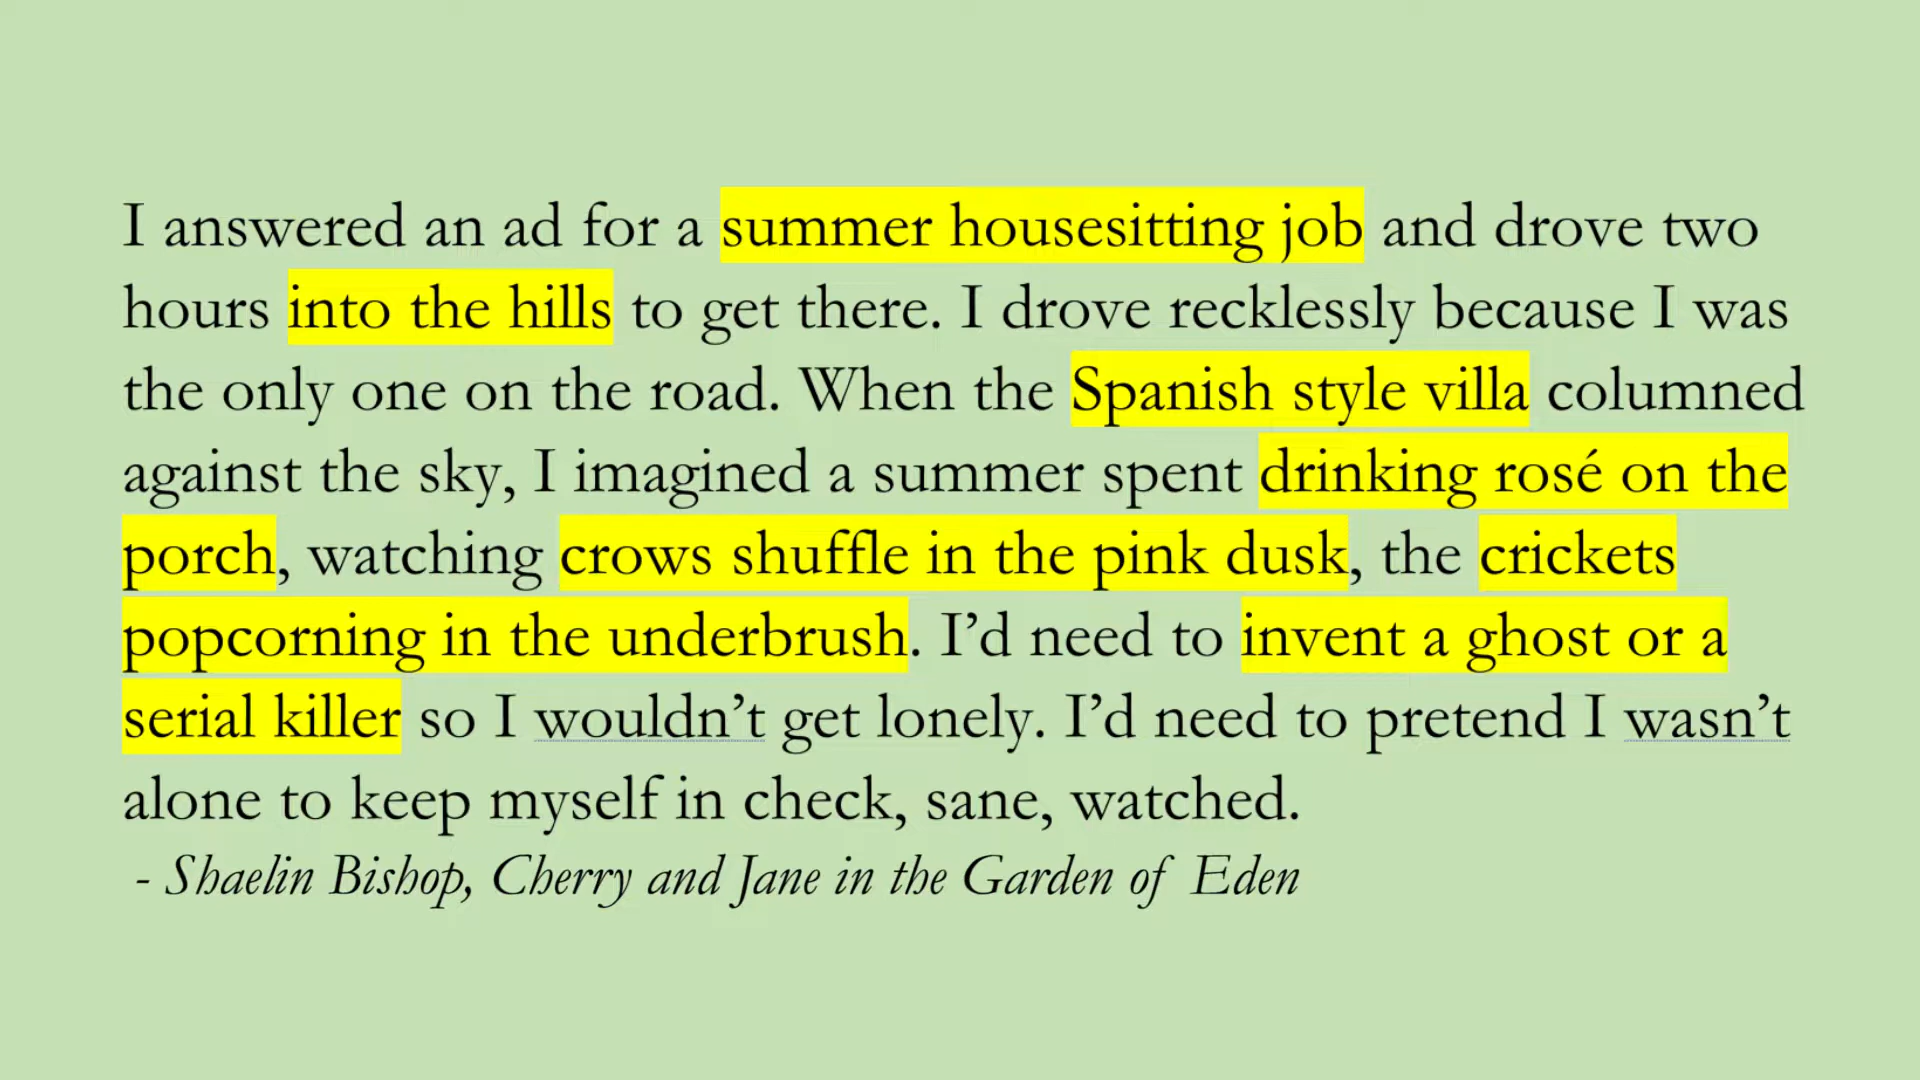 I answered an ad for a summer housesitting job and drove two
hours into the hills to get there. I drove recklessly because I was
the only one on the road. When the Spanish style villa columned
against the sky, I imagined a summer spent drinking rosé on the
porch, watching crows shuffle in the pink dusk, the crickets
popcorning in the underbrush. I’d need to invent a ghost or a
serial killer so I wouldn’t get lonely. I’d need to pretend I wasn’t
alone to keep myself in check, sane, watched.
- Shaelin Bishop, Cherry and Jane in the Garden of Eden